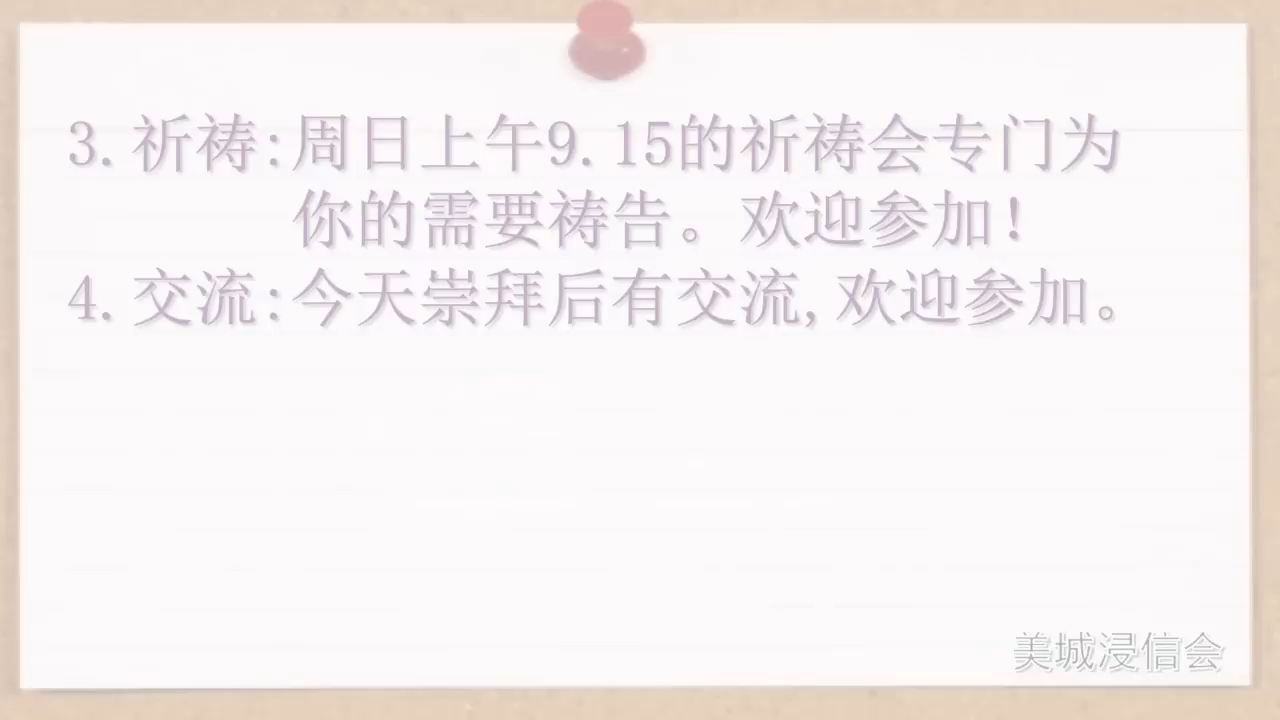 3.祈祷:周日上午9.15的祈祷会专门为
你的需要祷告。欢迎参加!
4.交流:今天崇拜后有交流,欢迎参加。
美城浸信会